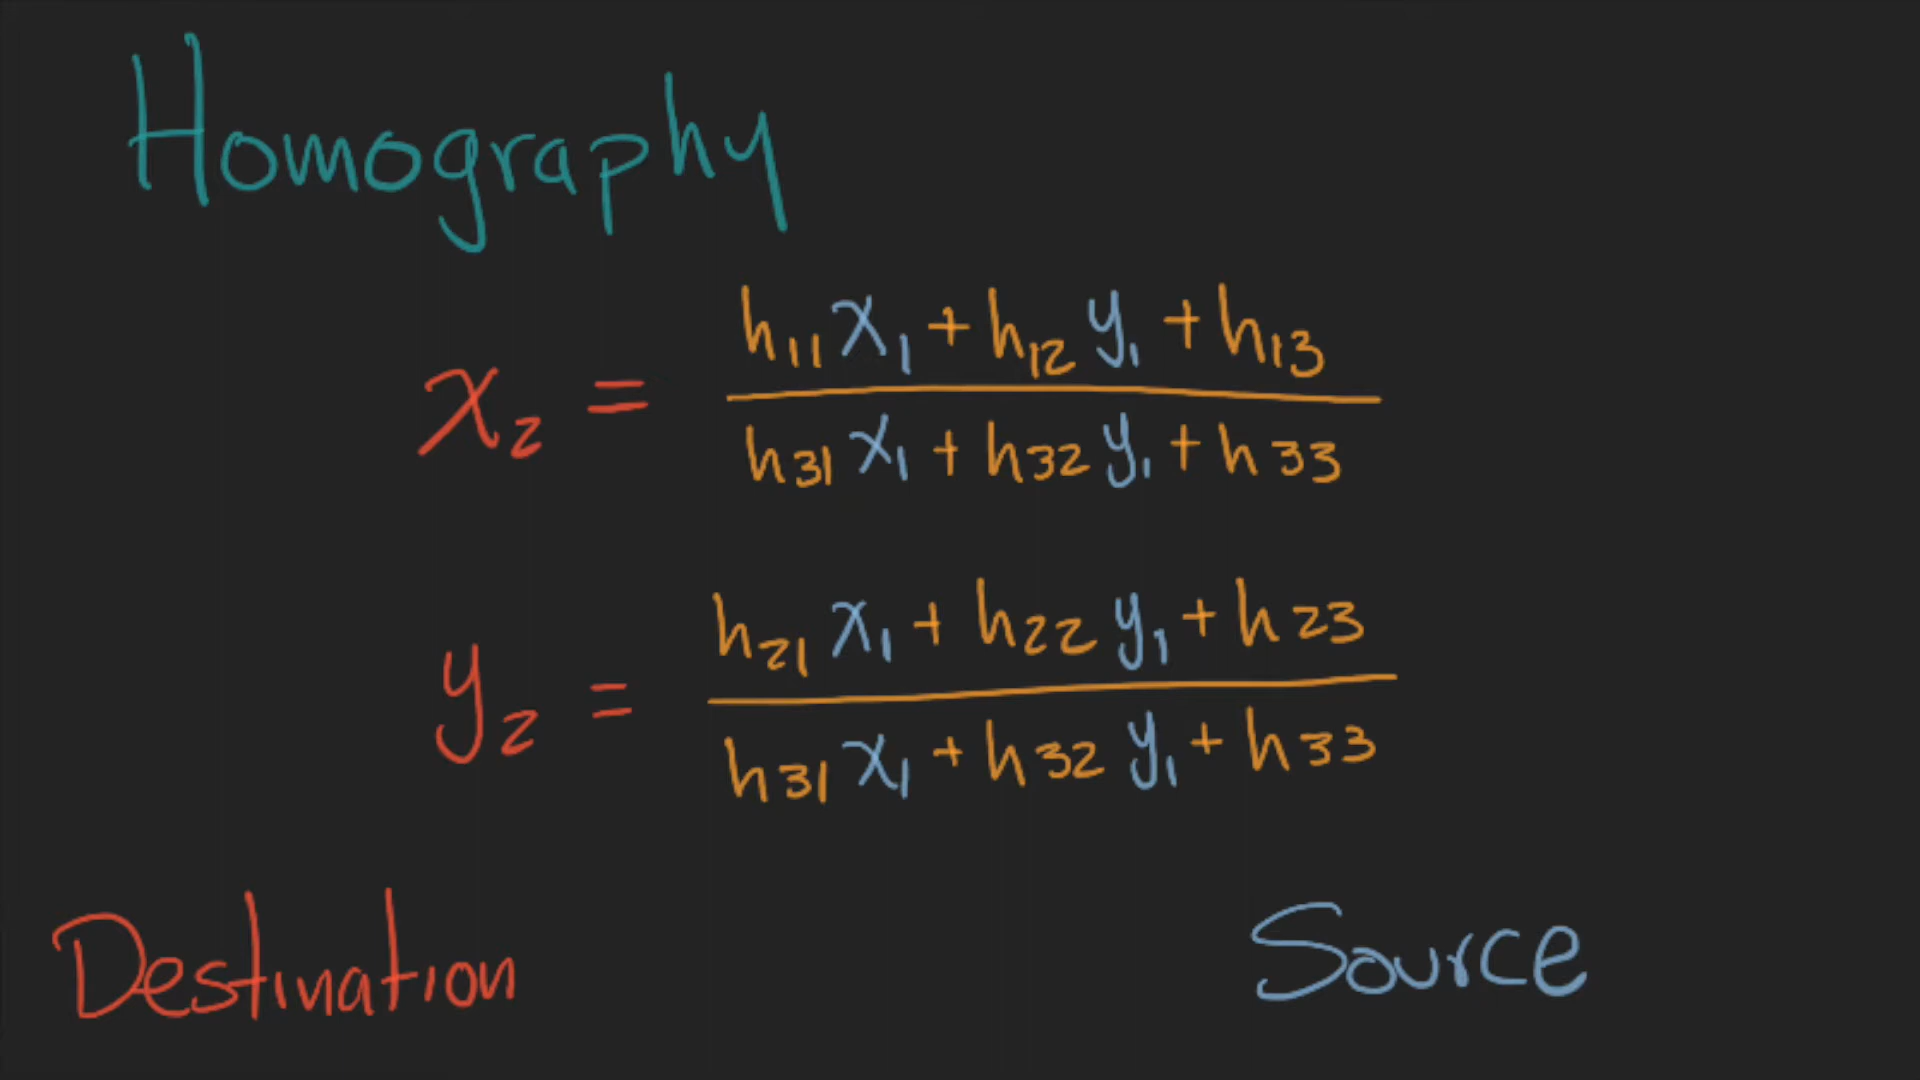 Homography
x₂ = (h₁₁x₁ + h₁₂y₁ + h₁₃) / (h₃₁x₁ + h₃₂y₁ + h₃₃)
y₂ = (h₂₁x₁ + h₂₂y₁ + h₂₃) / (h₃₁x₁ + h₃₂y₁ + h₃₃)
Destination Source